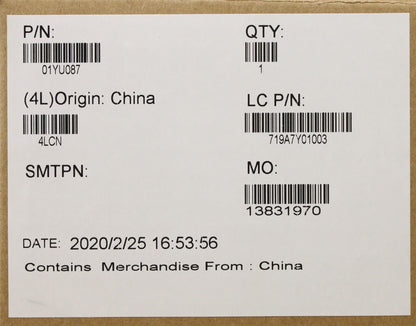 P/N:
01YU087
QTY:
1
(4L)Origin: China
4LCN
LC P/N:
719A7Y01003
SMTPN:
MO:
13831970
DATE: 2020/2/25 16:53:56
Contains Merchandise From : China